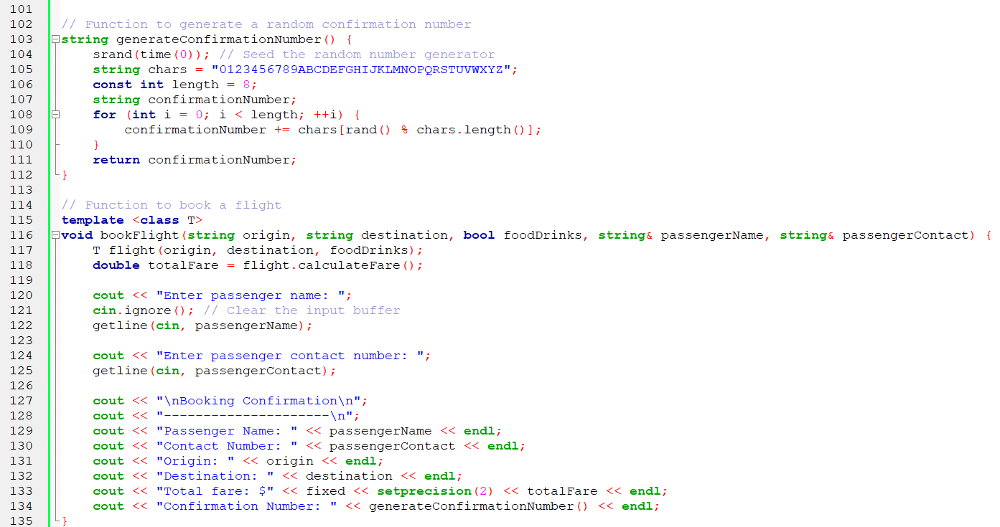 101
102 // Function to generate a random confirmation number
103 string generateConfirmationNumber() {
104     srand(time(0)); // Seed the random number generator
105     string chars = "0123456789ABCDEFGHIJKLMNOPQRSTUVWXYZ";
106     const int length = 8;
107     string confirmationNumber;
108     for (int i = 0; i < length; ++i) {
109         confirmationNumber += chars[rand() % chars.length()];
110     }
111     return confirmationNumber;
112 }
113
114 // Function to book a flight
115 template <class T>
116 void bookFlight(string origin, string destination, bool foodDrinks, string& passengerName, string& passengerContact) {
117     T flight(origin, destination, foodDrinks);
118     double totalFare = flight.calculateFare();
119
120     cout << "Enter passenger name: ";
121     cin.ignore(); // Clear the input buffer
122     getline(cin, passengerName);
123
124     cout << "Enter passenger contact number: ";
125     getline(cin, passengerContact);
126
127     cout << "\nBooking Confirmation\n";
128     cout << "---------------------\n";
129     cout << "Passenger Name: " << passengerName << endl;
130     cout << "Contact Number: " << passengerContact << endl;
131     cout << "Origin: " << origin << endl;
132     cout << "Destination: " << destination << endl;
133     cout << "Total fare: $" << fixed << setprecision(2) << totalFare << endl;
134     cout << "Confirmation Number: " << generateConfirmationNumber() << endl;
135 }